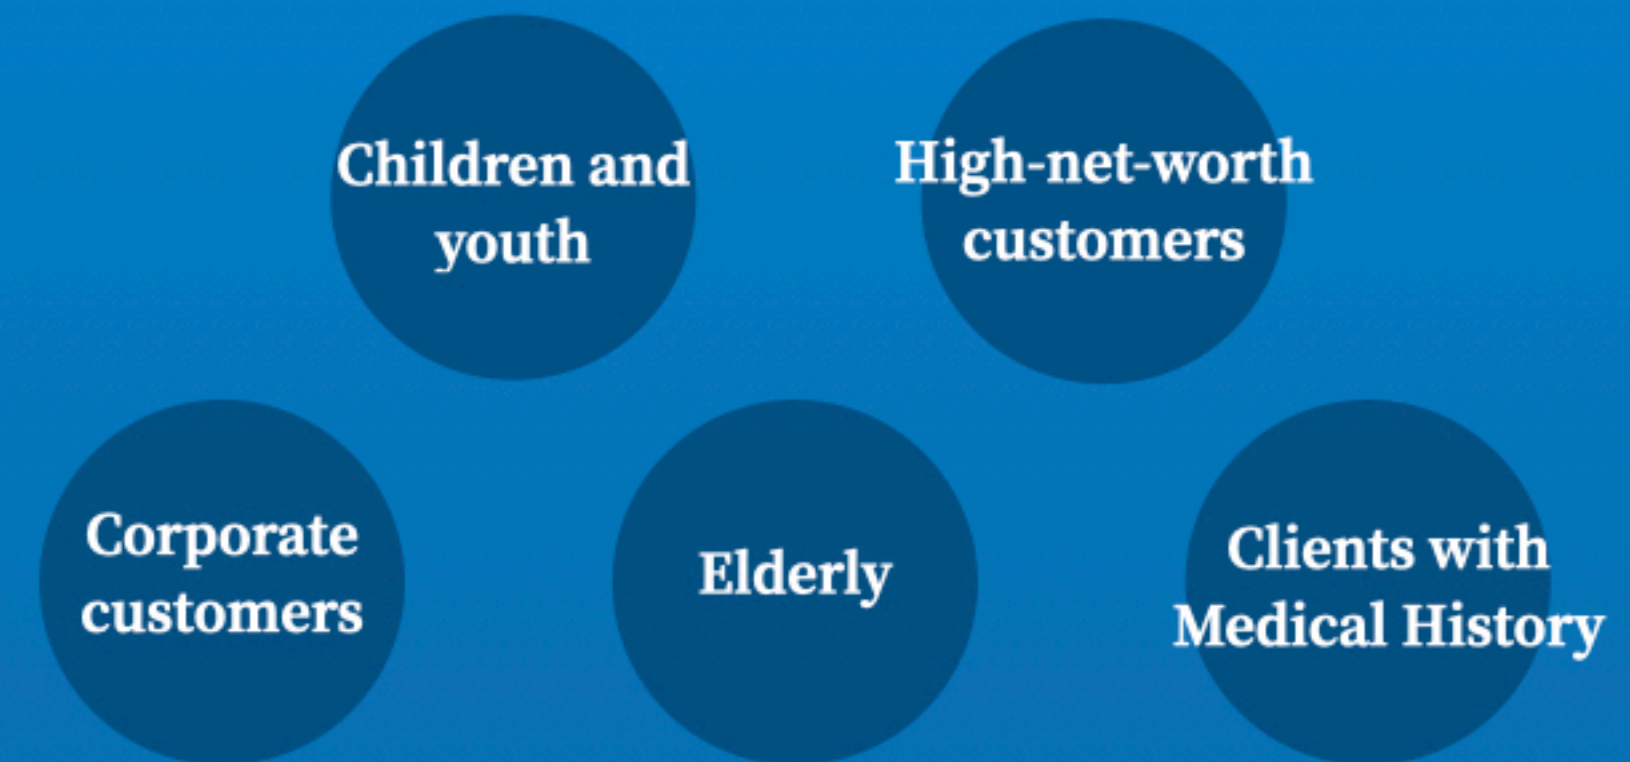 Children and
youth
High-net-worth
customers
Corporate
customers
Elderly
Clients with
Medical History